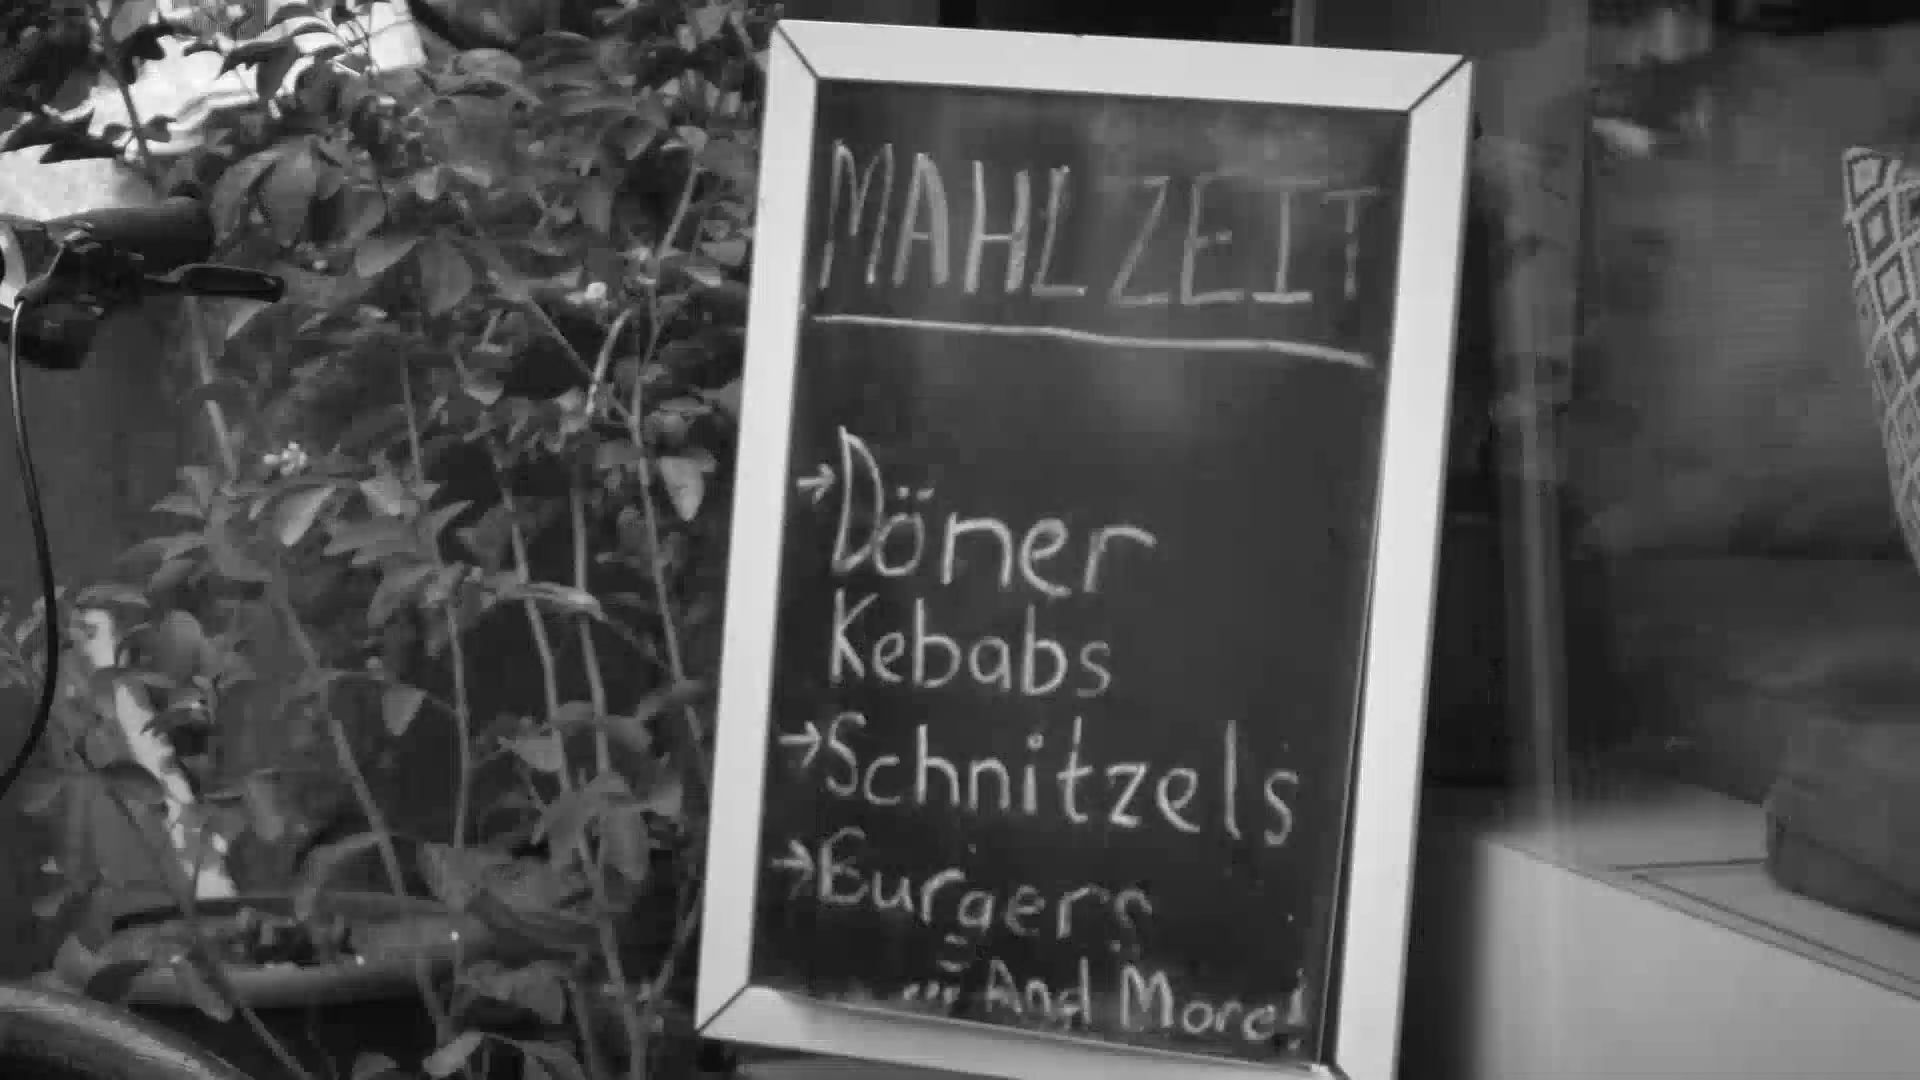 MAHLZEIT
→Döner
Kebabs
→Schnitzels
→Burgers
... And More!